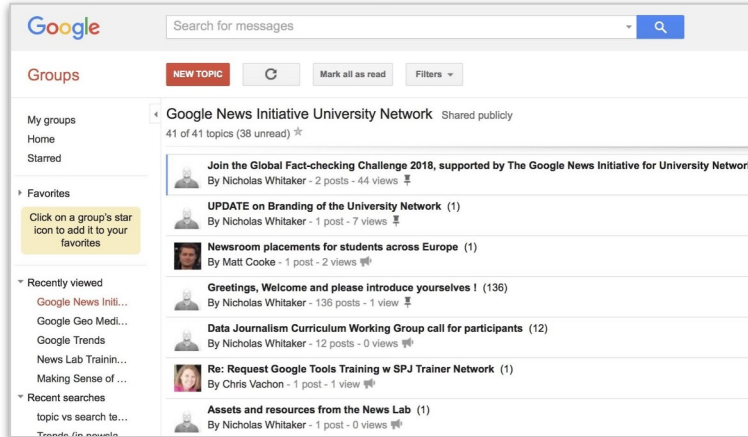 Google
Search for messages
Groups
NEW TOPIC
Mark all as read
Filters
My groups
Home
Starred
Favorites
Click on a group's star
icon to add it to your
favorites
Recently viewed
Google News Initi...
Google Geo Medi...
Google Trends
News Lab Trainin...
Making Sense of ...
Recent searches
topic vs search te...
Trends (in newsla...
Google News Initiative University Network Shared publicly
41 of 41 topics (38 unread)
Join the Global Fact-checking Challenge 2018, supported by The Google News Initiative for University Networ
By Nicholas Whitaker - 2 posts - 44 views
UPDATE on Branding of the University Network (1)
By Nicholas Whitaker - 1 post - 7 views
Newsroom placements for students across Europe (1)
By Matt Cooke - 1 post - 2 views
Greetings, Welcome and please introduce yourselves ! (136)
By Nicholas Whitaker - 136 posts - 1 view
Data Journalism Curriculum Working Group call for participants (12)
By Nicholas Whitaker - 12 posts - 0 views
Re: Request Google Tools Training w SPJ Trainer Network (1)
By Chris Vachon - 1 post - 1 view
Assets and resources from the News Lab (1)
By Nicholas Whitaker - 1 post - 0 views